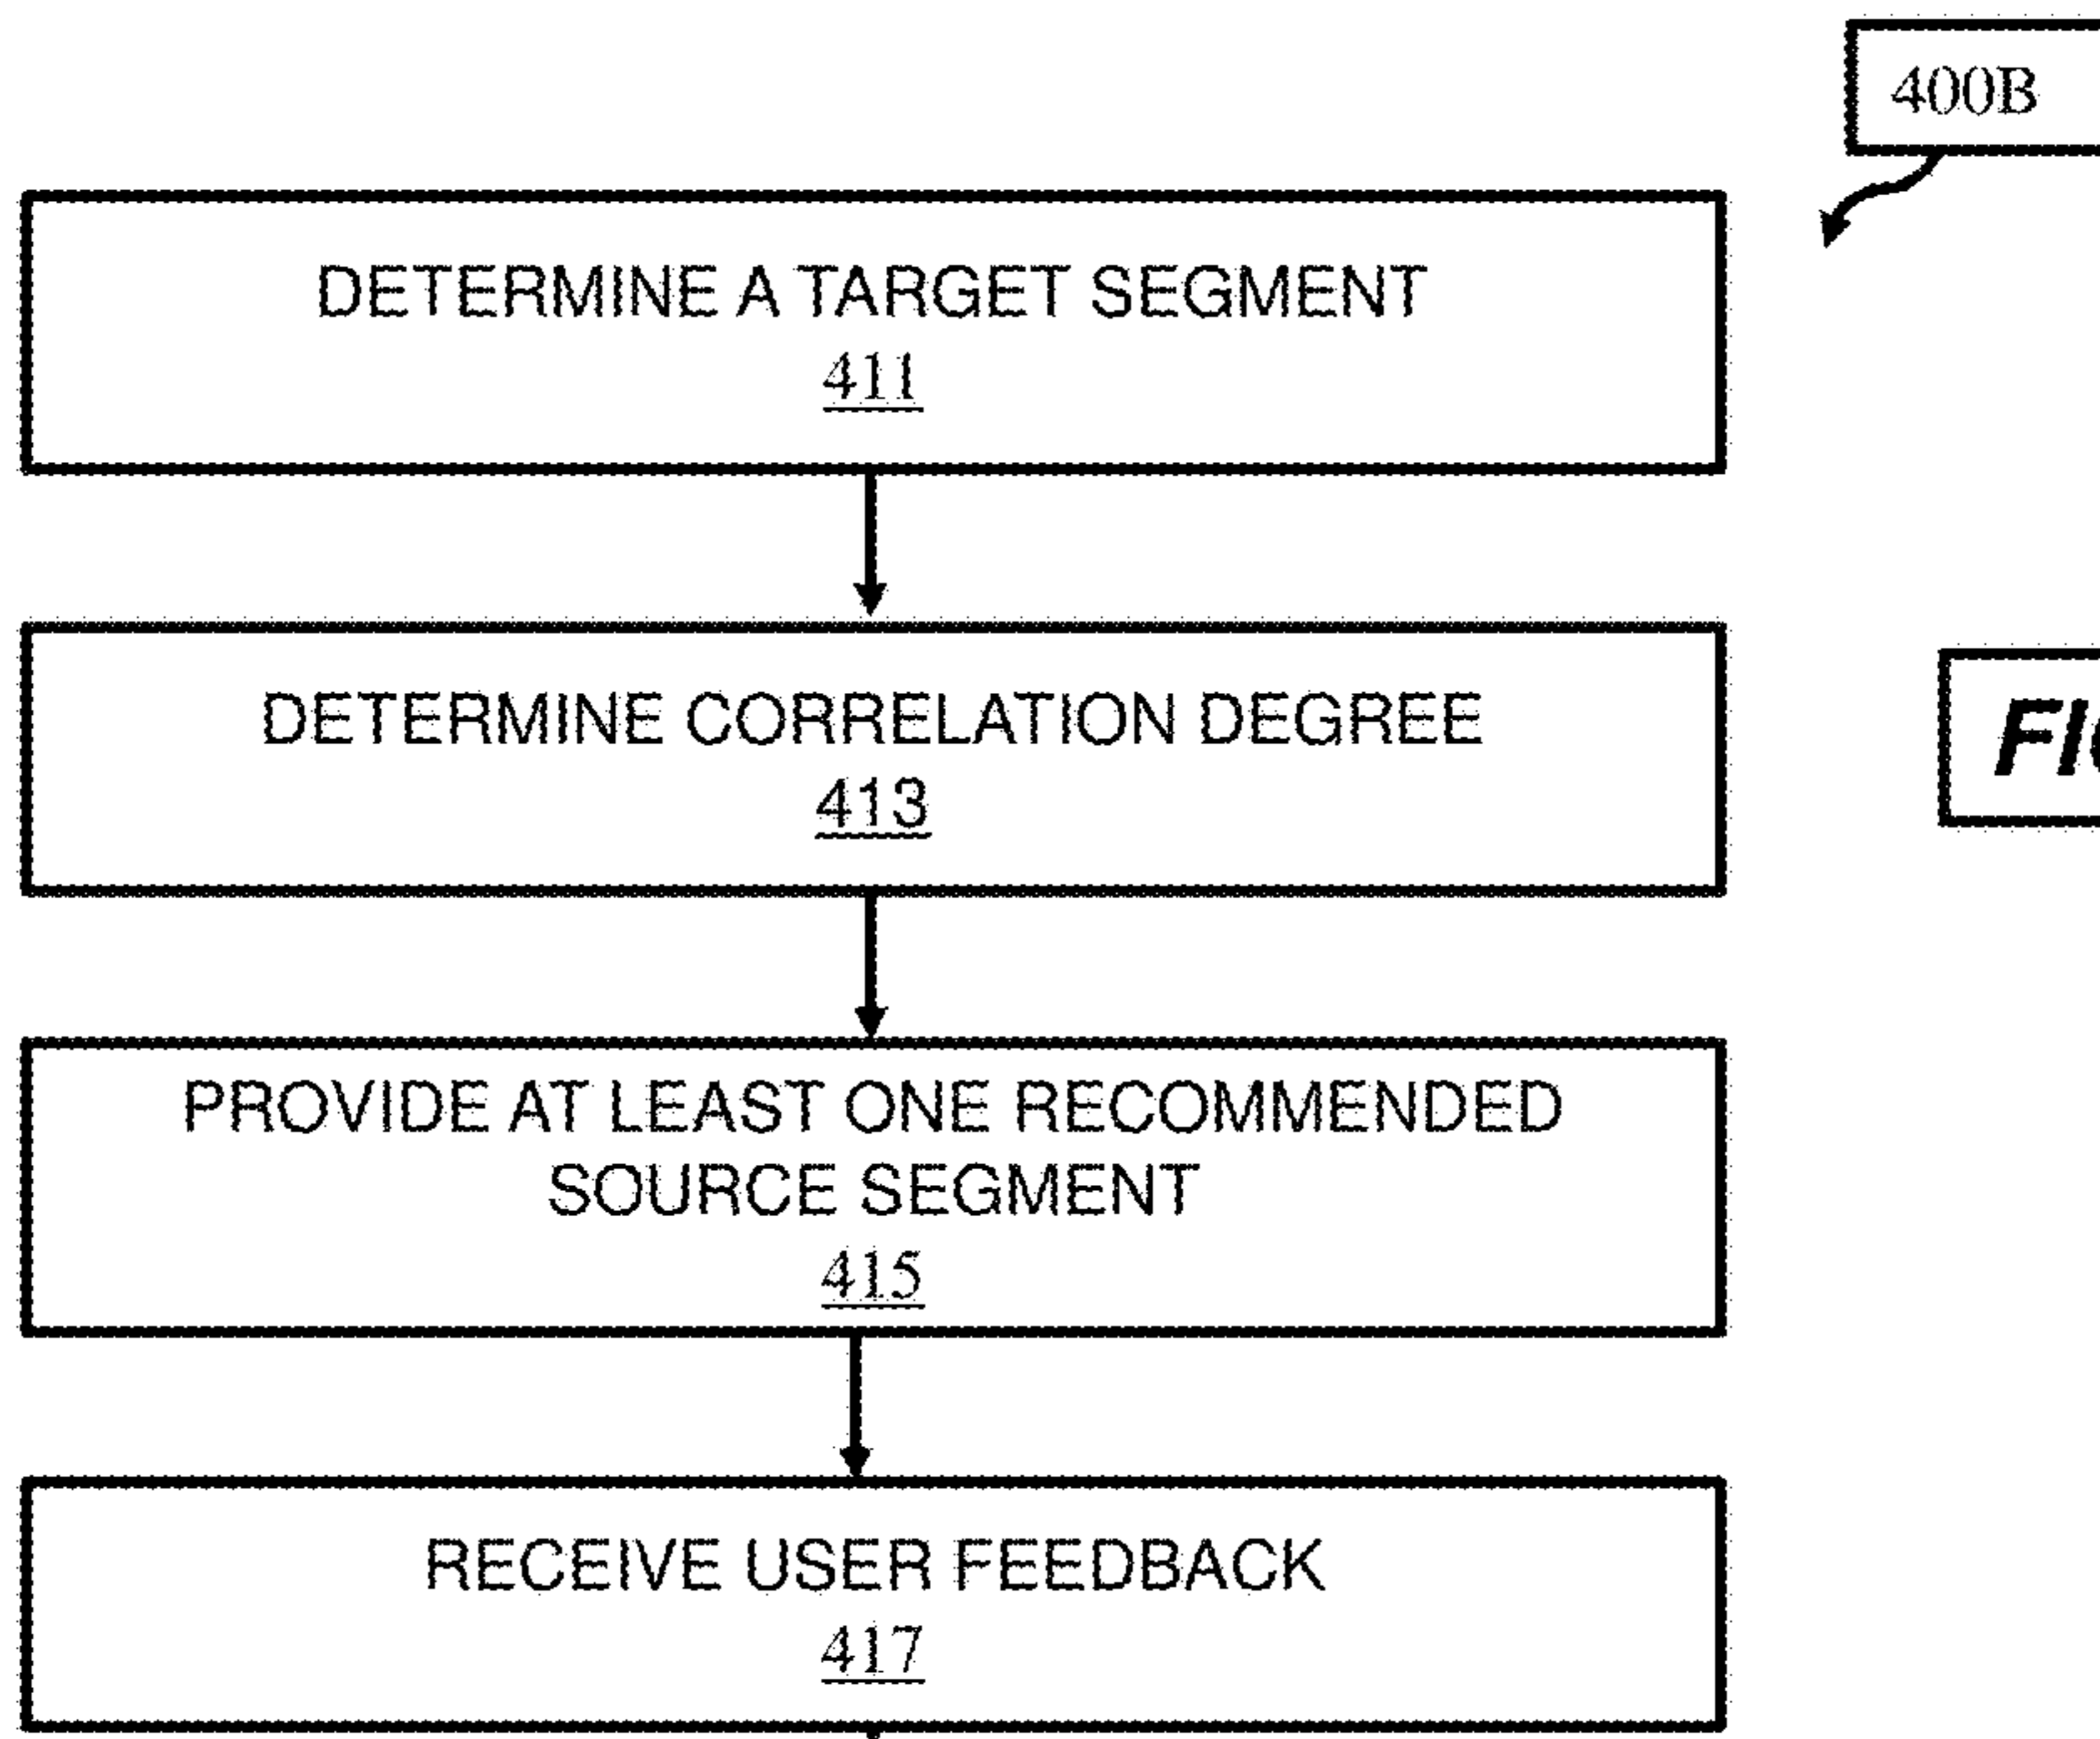 400B
DETERMINE A TARGET SEGMENT
411
DETERMINE CORRELATION DEGREE
413
PROVIDE AT LEAST ONE RECOMMENDED
SOURCE SEGMENT
415
RECEIVE USER FEEDBACK
417